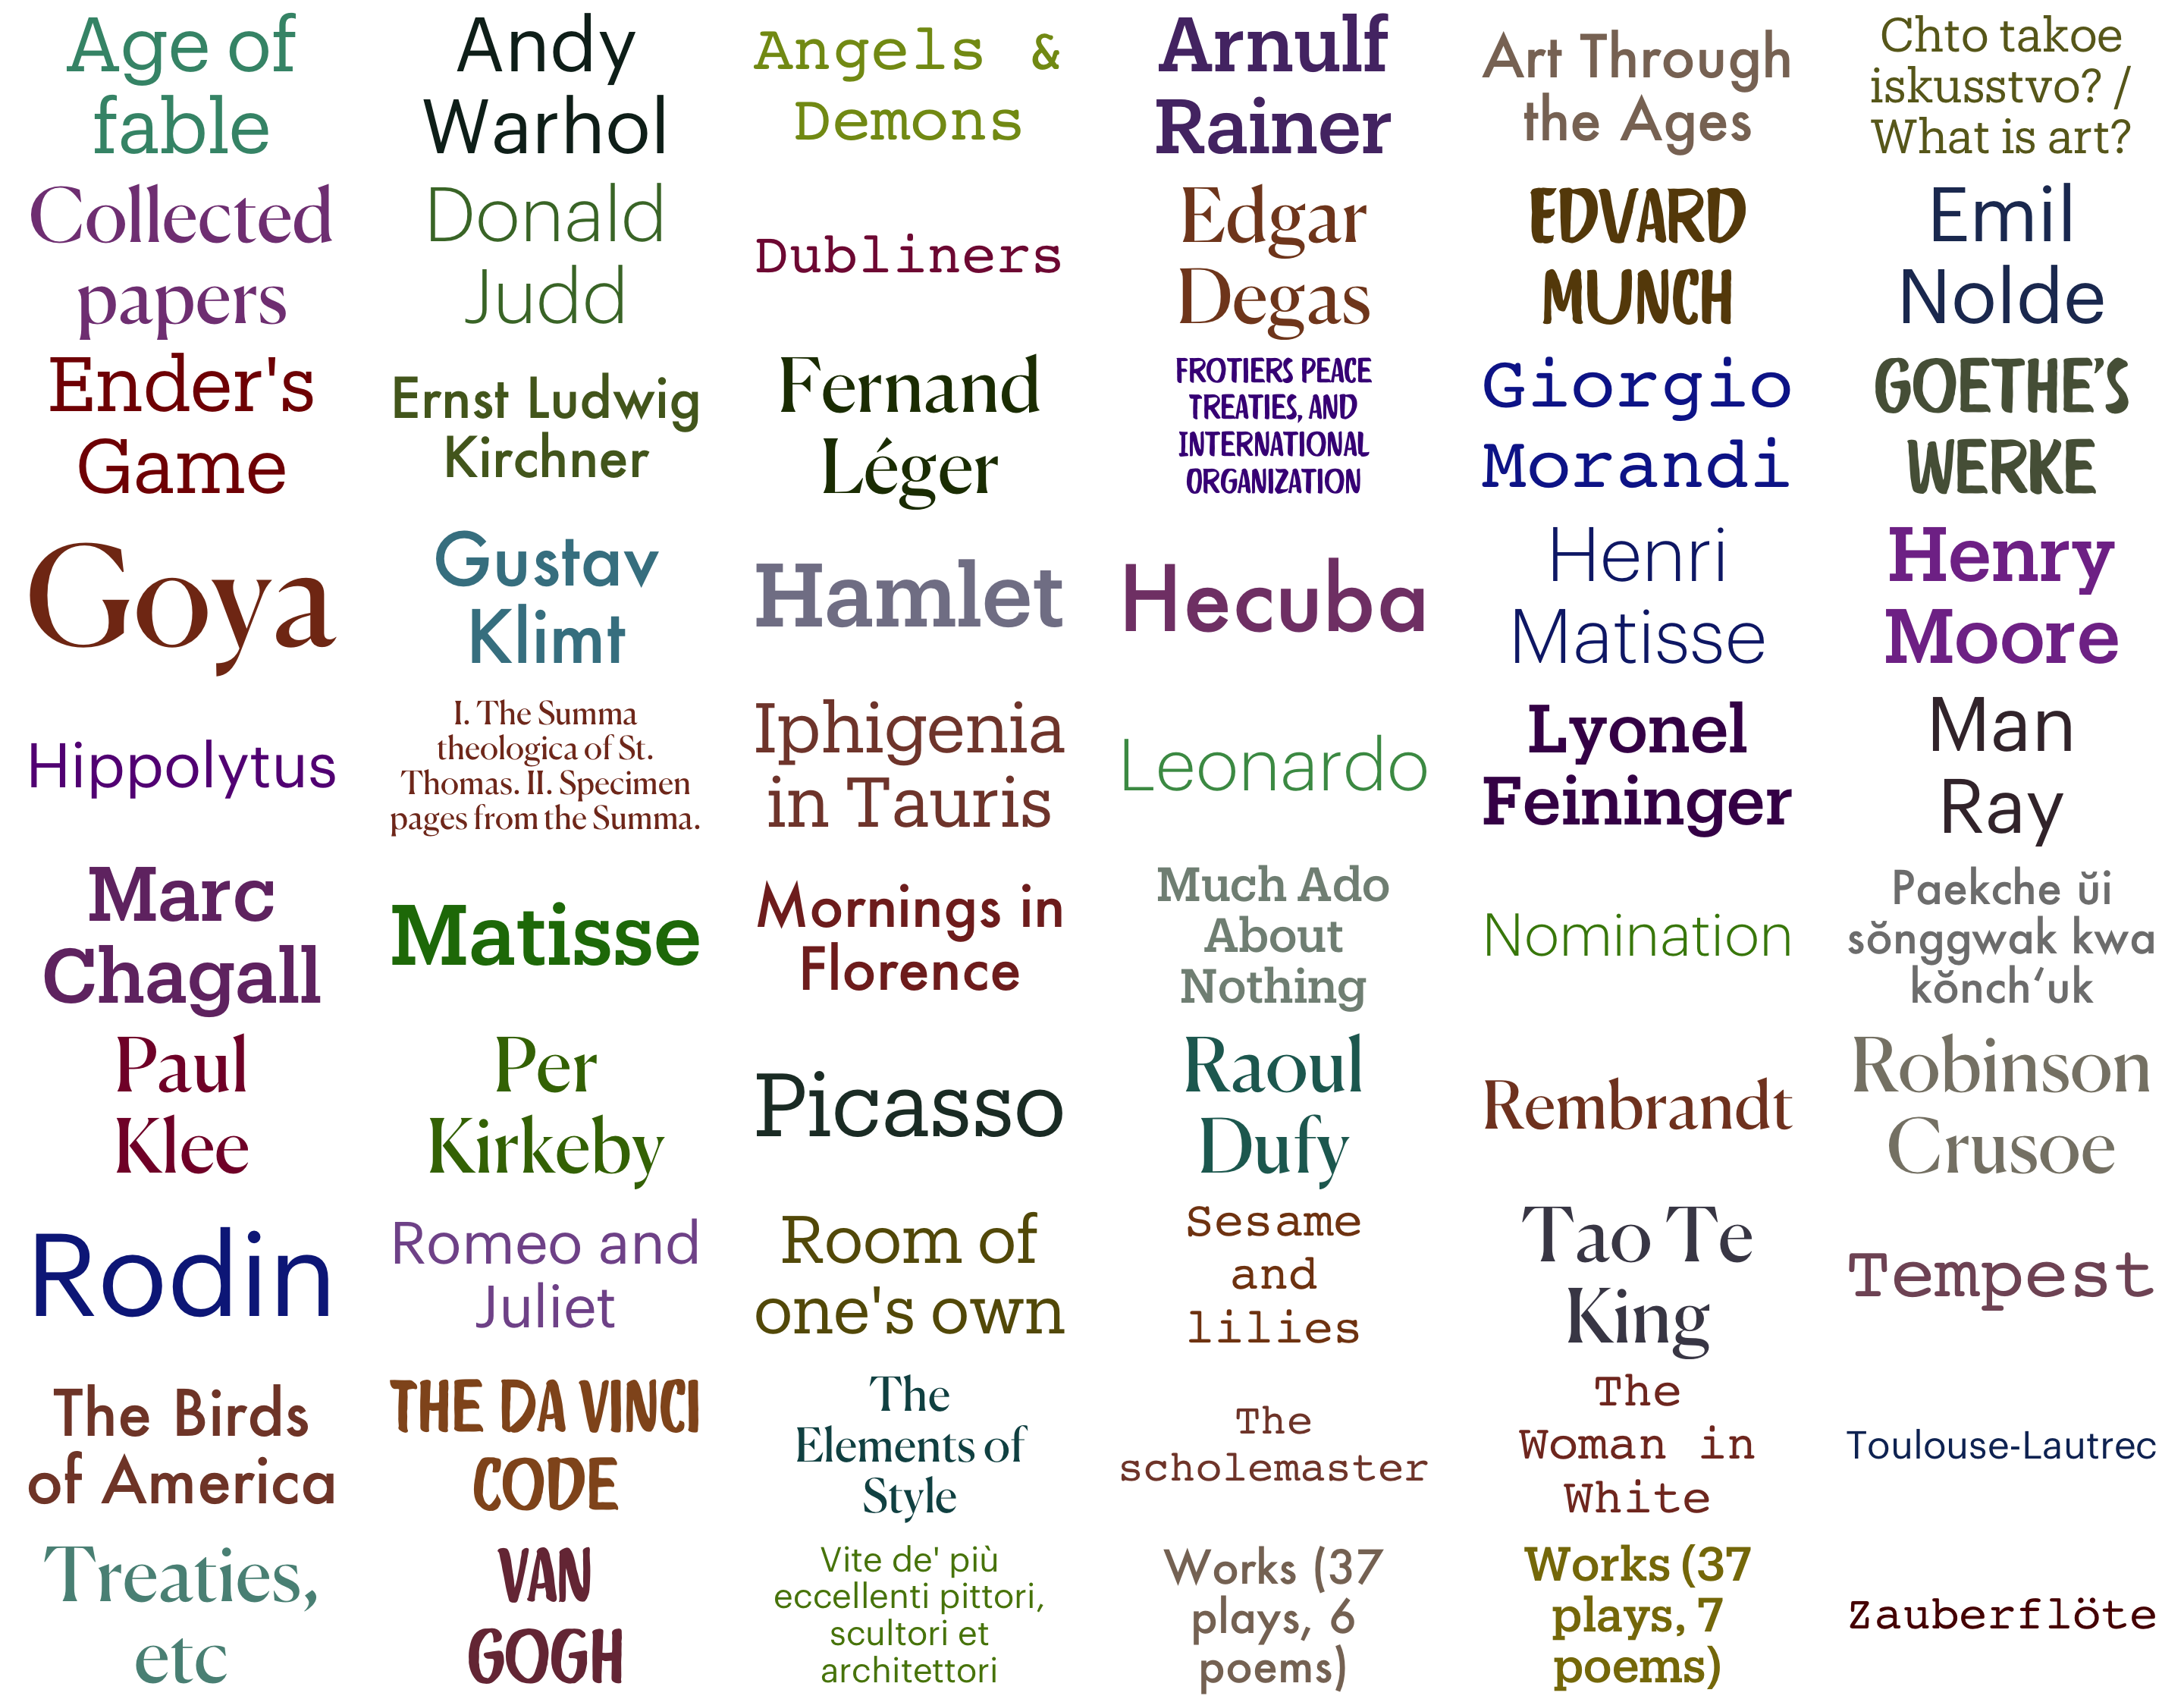 Age of
fable
Andy
Warhol
Angels &
Demons
Arnulf
Rainer
Art Through
the Ages
Chto takoe
iskusstvo? /
What is art?
Collected
papers
Donald
Judd
Dubliners
Edgar
Degas
EDVARD
MUNCH
Emil
Nolde
Ender's
Game
Ernst Ludwig
Kirchner
Fernand
Léger
FROTIERS PEACE
TREATIES, AND
INTERNATIONAL
ORGANIZATION
Giorgio
Morandi
GOETHE'S
WERKE
Goya
Gustav
Klimt
Hamlet
Hecuba
Henri
Matisse
Henry
Moore
Hippolytus
I. The Summa
theologica of St.
Thomas. II. Specimen
pages from the Summa.
Iphigenia
in Tauris
Leonardo
Lyonel
Feininger
Man
Ray
Marc
Chagall
Matisse
Mornings in
Florence
Much Ado
About
Nothing
Nomination
Paekche ŭi
sŏnggwak kwa
kŏnch‘uk
Paul
Klee
Per
Kirkeby
Picasso
Raoul
Dufy
Rembrandt
Robinson
Crusoe
Rodin
Romeo and
Juliet
Room of
one's own
Sesame
and
lilies
Tao Te
King
Tempest
The Birds
of America
THE DA VINCI
CODE
The
Elements of
Style
The
scholemaster
The
Woman in
White
Toulouse-Lautrec
Treaties,
etc
VAN
GOGH
Vite de' più
eccellenti pittori,
scultori et
architettori
Works (37
plays, 6
poems)
Works (37
plays, 7
poems)
Zauberflöte